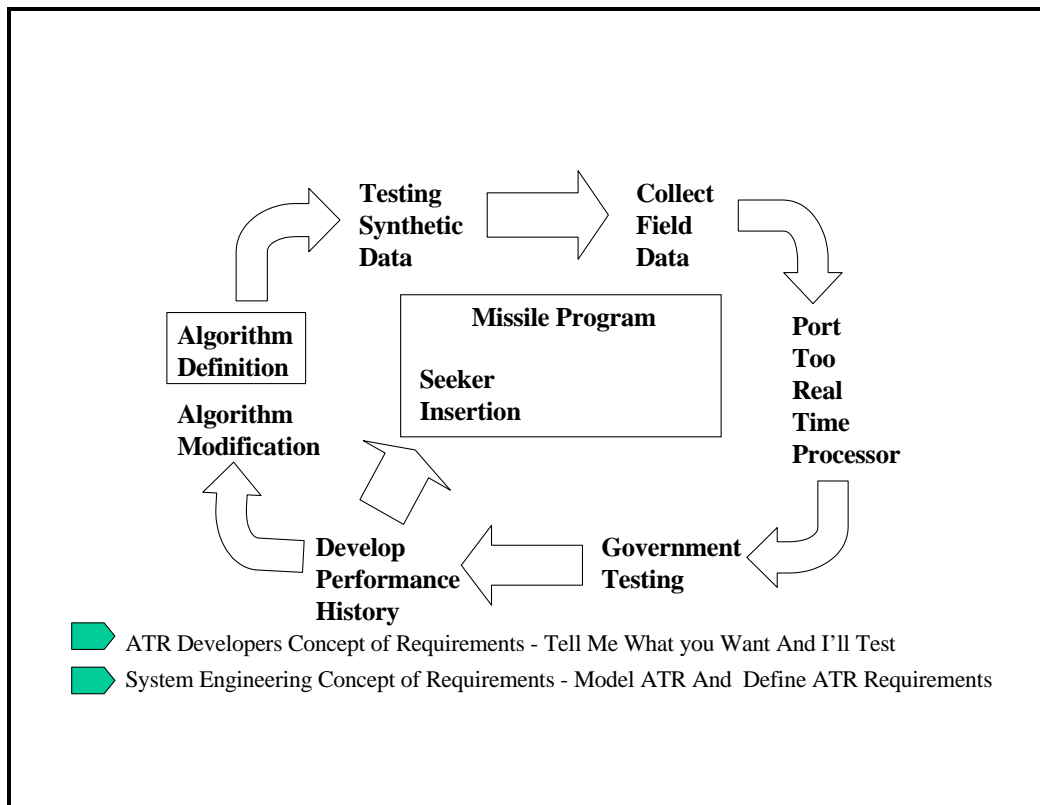 Testing
Synthetic
Data
Collect
Field
Data
Port
Too
Real
Time
Processor
Government
Testing
Develop
Performance
History
Algorithm
Modification
Algorithm
Definition
Missile Program
Seeker
Insertion
ATR Developers Concept of Requirements - Tell Me What you Want And I'll Test
System Engineering Concept of Requirements - Model ATR And Define ATR Requirements